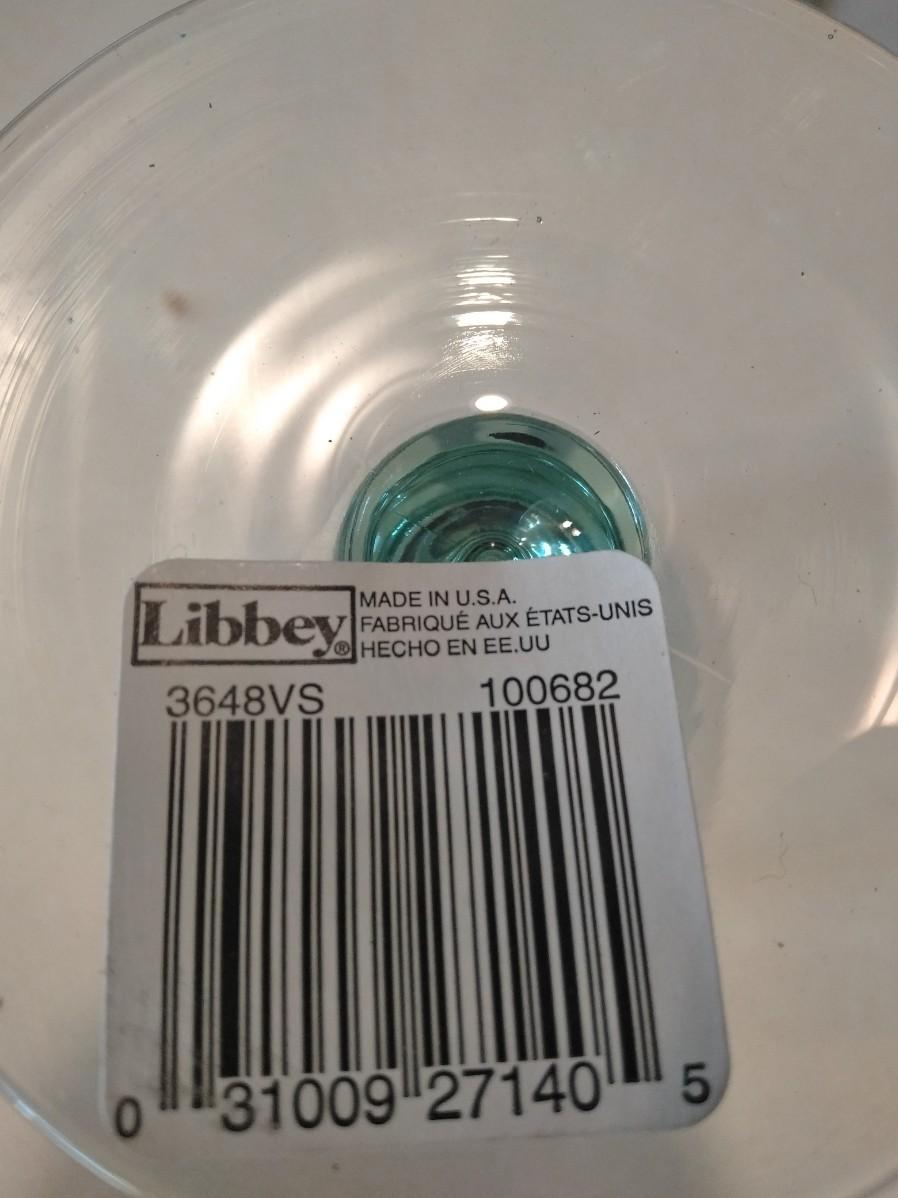 Libbey®
MADE IN U.S.A.
FABRIQUÉ AUX ÉTATS-UNIS
HECHO EN EE.UU
3648VS 100682
0 31009 27140 5